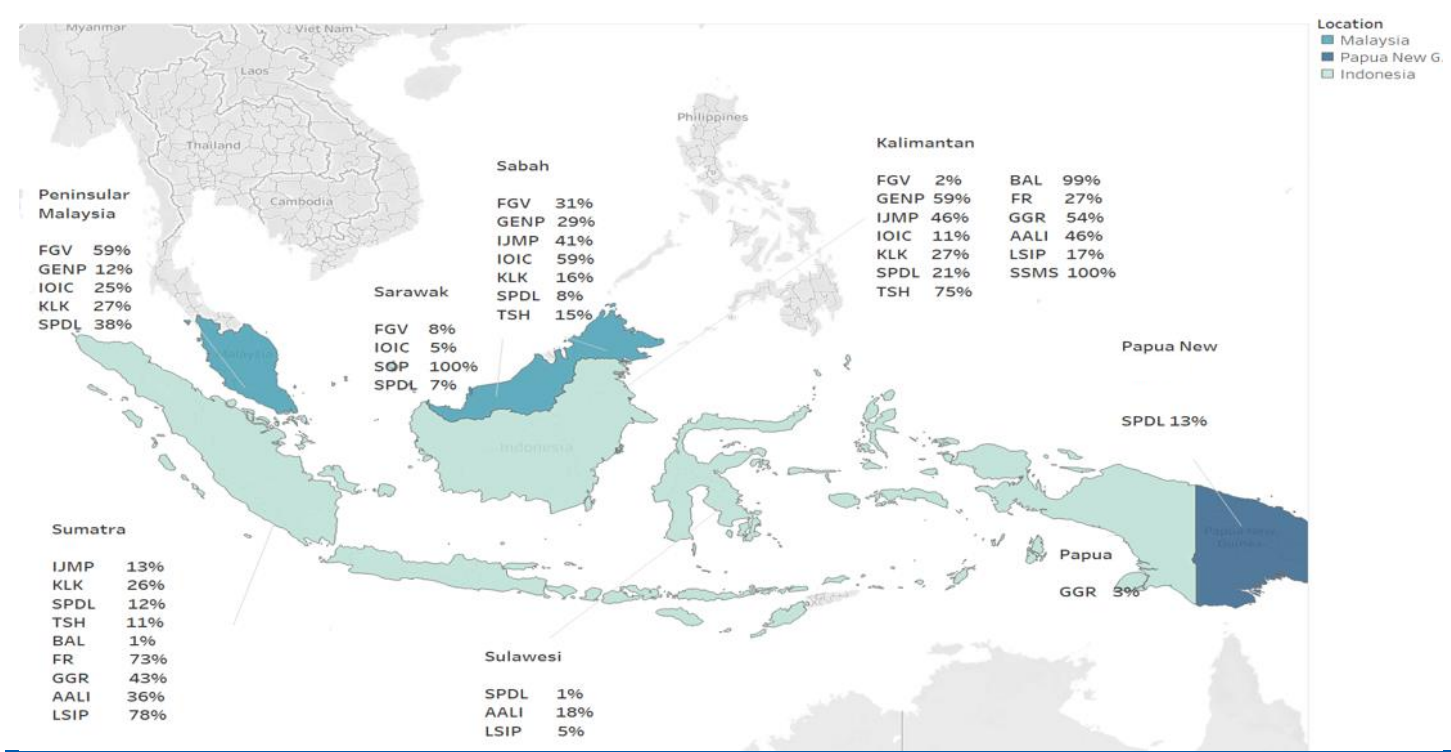 Location
Malaysia
Papua New G.
Indonesia
Myanmar
Viet Nam
Laos
Thailand
Cambodia
Philippines
Peninsular
Malaysia
FGV 59%
GENP 12%
IOIC 25%
KLK 27%
SPDL 38%
Sarawak
FGV 8%
IOIC 5%
SOP 100%
SPDL 7%
Sabah
FGV 31%
GENP 29%
IJMP 41%
IOIC 59%
KLK 16%
SPDL 8%
TSH 15%
Kalimantan
FGV 2% BAL 99%
GENP 59% FR 27%
IJMP 46% GGR 54%
IOIC 11% AALI 46%
KLK 27% LSIP 17%
SPDL 21% SSMS 100%
TSH 75%
Papua New
SPDL 13%
Malaysia
Indonesia
Papua New
Guinea
Papua
GGR 3%
Sumatra
IJMP 13%
KLK 26%
SPDL 12%
TSH 11%
BAL 1%
FR 73%
GGR 43%
AALI 36%
LSIP 78%
Sulawesi
SPDL 1%
AALI 18%
LSIP 5%